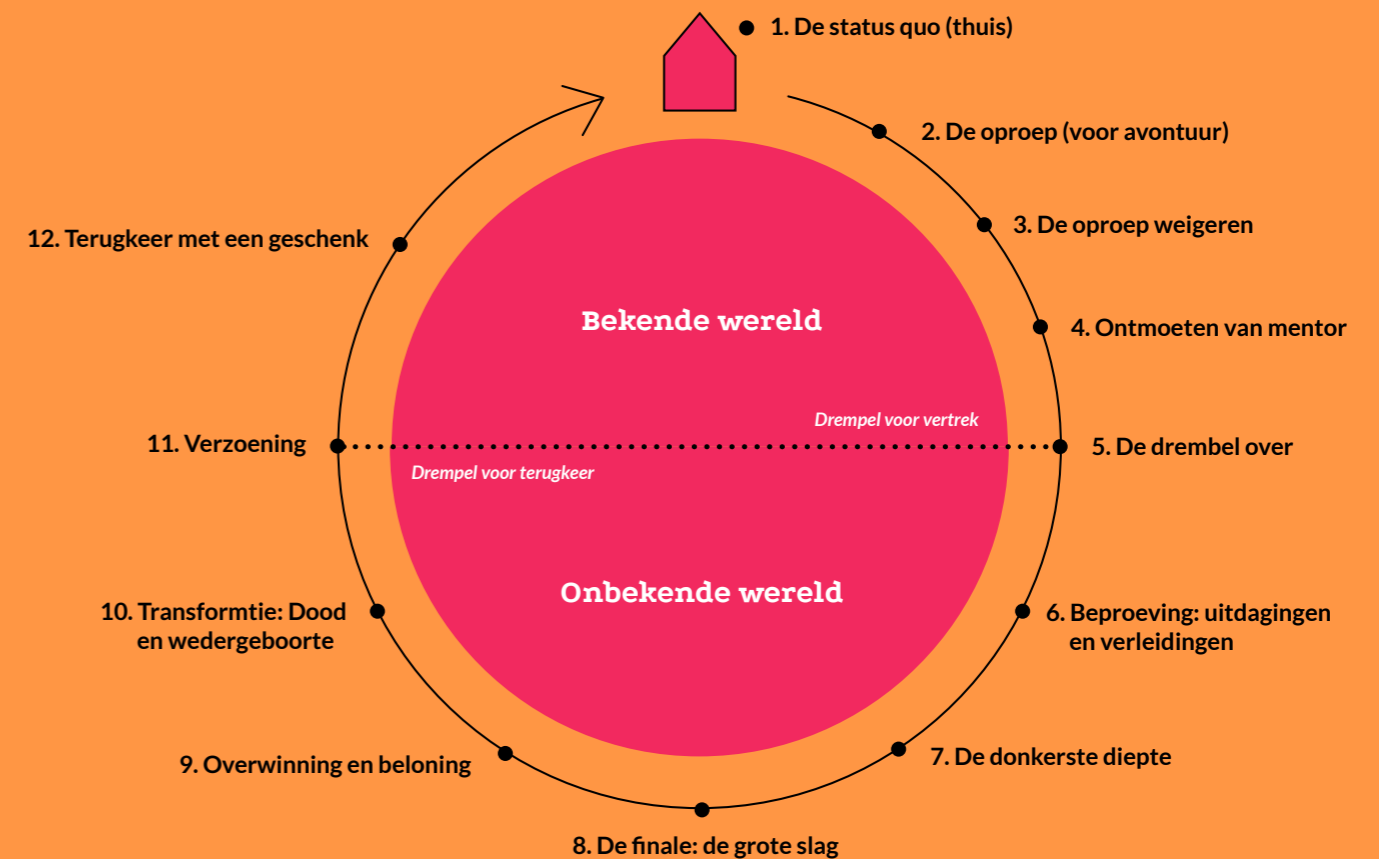 1. De status quo (thuis)
2. De oproep (voor avontuur)
3. De oproep weigeren
4. Ontmoeten van mentor
5. De drembel over
6. Beproeving: uitdagingen
en verleidingen
7. De donkerste diepte
8. De finale: de grote slag
9. Overwinning en beloning
10. Transformtie: Dood
en wedergeboorte
11. Verzoening
12. Terugkeer met een geschenk
Bekende wereld
Drempel voor vertrek
Drempel voor terugkeer
Onbekende wereld